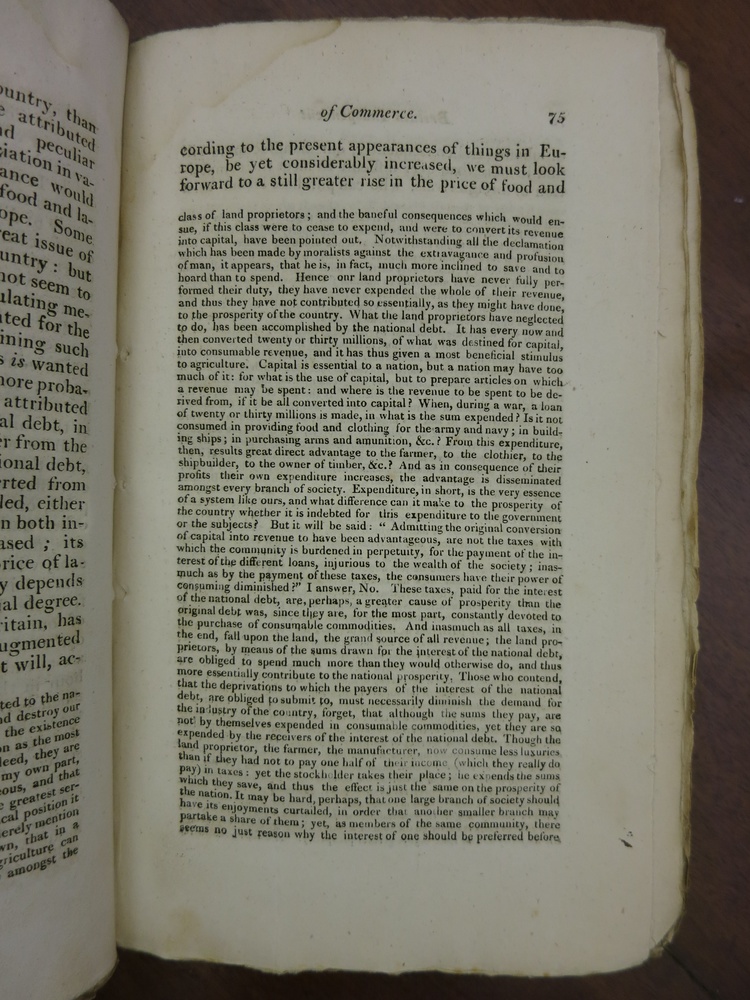 ountry, than
attributed
nd peculiar
iation in va-
ance would
food and la-
ope. Some
eat issue of
untry: but
not seem to
ulating me-
ted for the
ining such
s is wanted
more proba-
attributed
al debt, in
er from the
ional debt,
erted from
led, either
n both in-
ased; its
rice of la-
y depends
al degree.
ritain, has
ugmented
t will, ac-
ted to the na-
nd destroy our
the existence
on as the most
deed, they are
my own part,
eous, and that
e greatest ser-
cal position it
erely mention
wn, that in a
griculture can
amongst the
of Commerce. 75
cording to the present appearances of things in Eu-
rope, be yet considerably increased, we must look
forward to a still greater rise in the price of food and
class of land proprietors; and the baneful consequences which would en-
sue, if this class were to cease to expend, and were to convert its revenue
into capital, have been pointed out. Notwithstanding all the declamation
which has been made by moralists against the extravagance and profusion
of man, it appears, that he is, in fact, much more inclined to save and to
hoard than to spend. Hence our land proprietors have never fully per-
formed their duty, they have never expended the whole of their revenue,
and thus they have not contributed so essentially, as they might have done,
to the prosperity of the country. What the land proprietors have neglected
to do, has been accomplished by the national debt. It has every now and
then converted twenty or thirty millions, of what was destined for capital,
into consumable revenue, and it has thus given a most beneficial stimulus
to agriculture. Capital is essential to a nation, but a nation may have too
much of it: for what is the use of capital, but to prepare articles on which
a revenue may be spent: and where is the revenue to be spent to be de-
rived from, if it be all converted into capital? When, during a war, a loan
of twenty or thirty millions is made, in what is the sum expended? Is it not
consumed in providing food and clothing for the army and navy; in build-
ing ships; in purchasing arms and amunition, &c.? From this expenditure,
then, results great direct advantage to the farmer, to the clothier, to the
shipbuilder, to the owner of timber, &c.? And as in consequence of their
profits their own expenditure increases, the advantage is disseminated
amongst every branch of society. Expenditure, in short, is the very essence
of a system like ours, and what difference can it make to the prosperity of
the country whether it is indebted for this expenditure to the government
or the subjects? But it will be said: " Admitting the original conversion
of capital into revenue to have been advantageous, are not the taxes with
which the community is burdened in perpetuity, for the payment of the in-
terest of the different loans, injurious to the wealth of the society; inas-
much as by the payment of these taxes, the consumers have their power of
consuming diminished?" I answer, No. These taxes, paid for the interest
of the national debt, are, perhaps, a greater cause of prosperity than the
original debt was, since they are, for the most part, constantly devoted to
the purchase of consumable commodities. And inasmuch as all taxes, in
the end, fall upon the land, the grand source of all revenue; the land pro-
prietors, by means of the sums drawn for the interest of the national debt,
are obliged to spend much more than they would otherwise do, and thus
more essentially contribute to the national prosperity. Those who contend,
that the deprivations to which the payers of the interest of the national
debt, are obliged to submit to, must necessarily diminish the demand for
the industry of the country, forget, that although the sums they pay, are
not by themselves expended in consumable commodities, yet they are so
expended by the receivers of the interest of the national debt. Though the
land proprietor, the farmer, the manufacturer, now consume less luxuries
than if they had not to pay one half of their income (which they really do
pay) in taxes: yet the stockholder takes their place; he expends the sums
which they save, and thus the effect is just the same on the prosperity of
the nation. It may be hard, perhaps, that one large branch of society should
have its enjoyments curtailed, in order that another smaller branch may
partake a share of them; yet, as members of the same community, there
seems no just reason why the interest of one should be preferred before